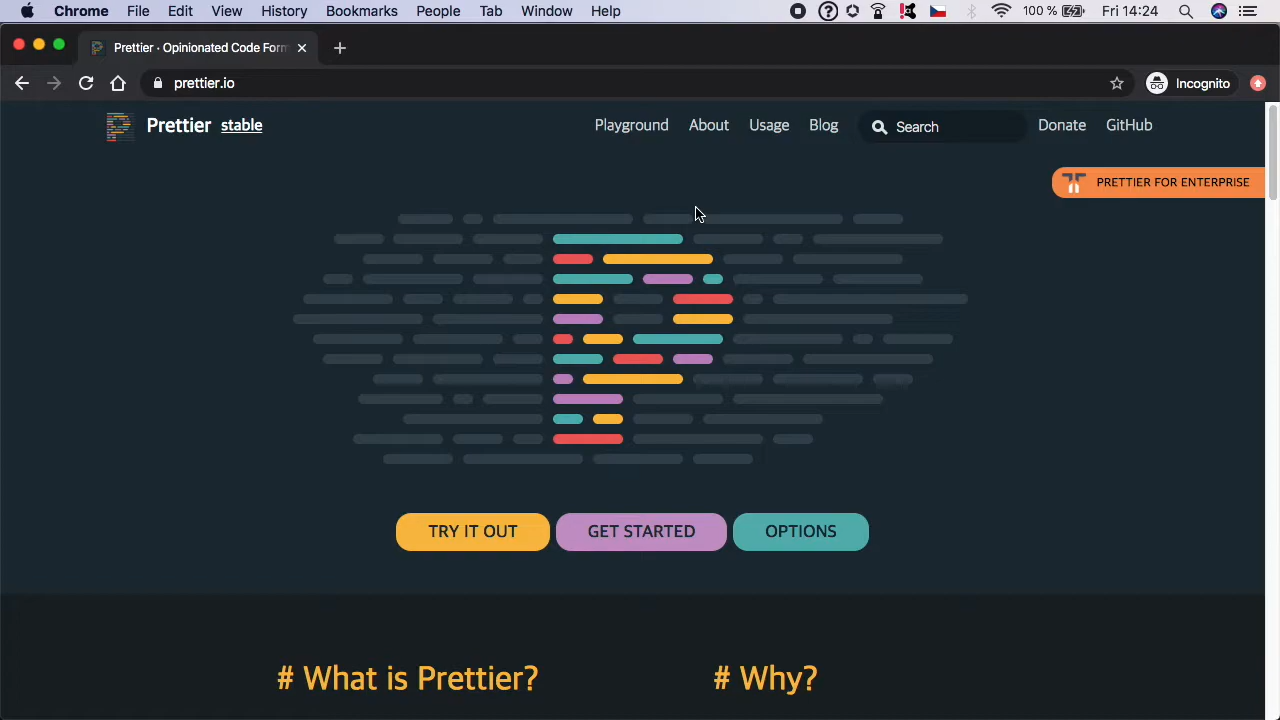 Chrome File Edit View History Bookmarks People Tab Window Help 100 % Fri 14:24
Prettier · Opinionated Code Form
prettier.io Incognito
Prettier stable Playground About Usage Blog Search Donate GitHub
PRETTIER FOR ENTERPRISE
TRY IT OUT GET STARTED OPTIONS
# What is Prettier? # Why?